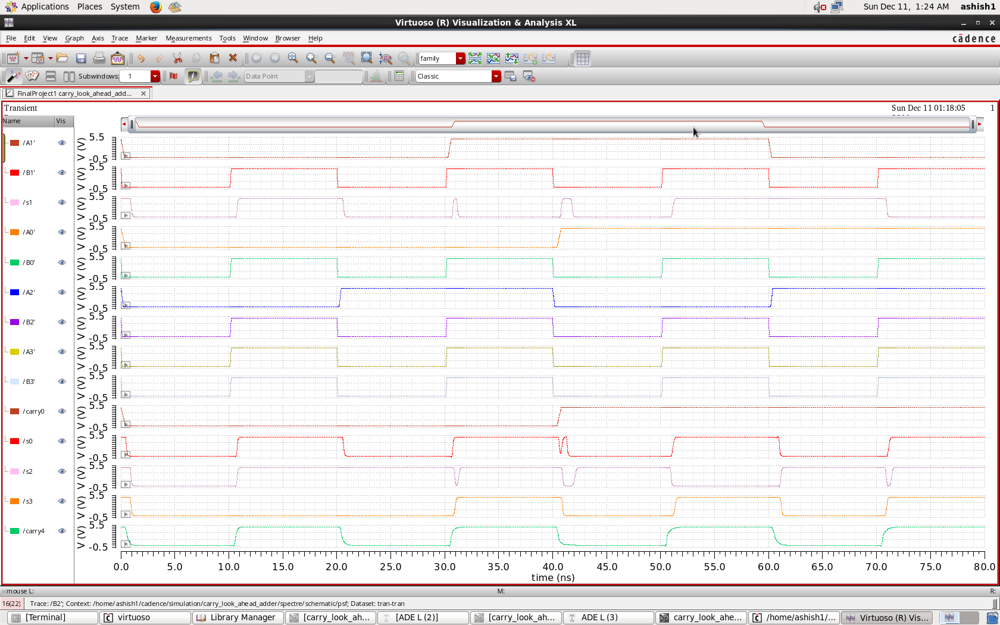 Applications Places System Sun Dec 11, 1:24 AM ashish1
Virtuoso (R) Visualization & Analysis XL
File Edit View Graph Axis Trace Marker Measurements Tools Window Browser Help cādence
family
Subwindows: 1 Data Point Classic
FinalProject1 carry_look_ahead_add...
Transient Sun Dec 11 01:18:05 1
Name Vis
/A1' (V) 5.5 -0.5
/B1' (V) 5.5 -0.5
/s1 (V) 5.5 -0.5
/A0' (V) 5.5 -0.5
/B0' (V) 5.5 -0.5
/A2' (V) 5.5 -0.5
/B2' (V) 5.5 -0.5
/A3' (V) 5.5 -0.5
/B3' (V) 5.5 -0.5
/carry0 (V) 5.5 -0.5
/s0 (V) 5.5 -0.5
/s2 (V) 5.5 -0.5
/s3 (V) 5.5 -0.5
/carry4 (V) 5.5 -0.5
0.0 5.0 10.0 15.0 20.0 25.0 30.0 35.0 40.0 45.0 50.0 55.0 60.0 65.0 70.0 75.0 80.0
time (ns)
mouse L: M: R:
16(22) Trace: /B2'; Context: /home/ashish1/cadence/simulation/carry_look_ahead_adder/spectre/schematic/psf; Dataset: tran-tran
[Terminal] virtuoso Library Manager [carry_look_ah... [ADE L (2)] [carry_look_ah... ADE L (3) carry_look_ahe... /home/ashish1/... Virtuoso (R) Vis...